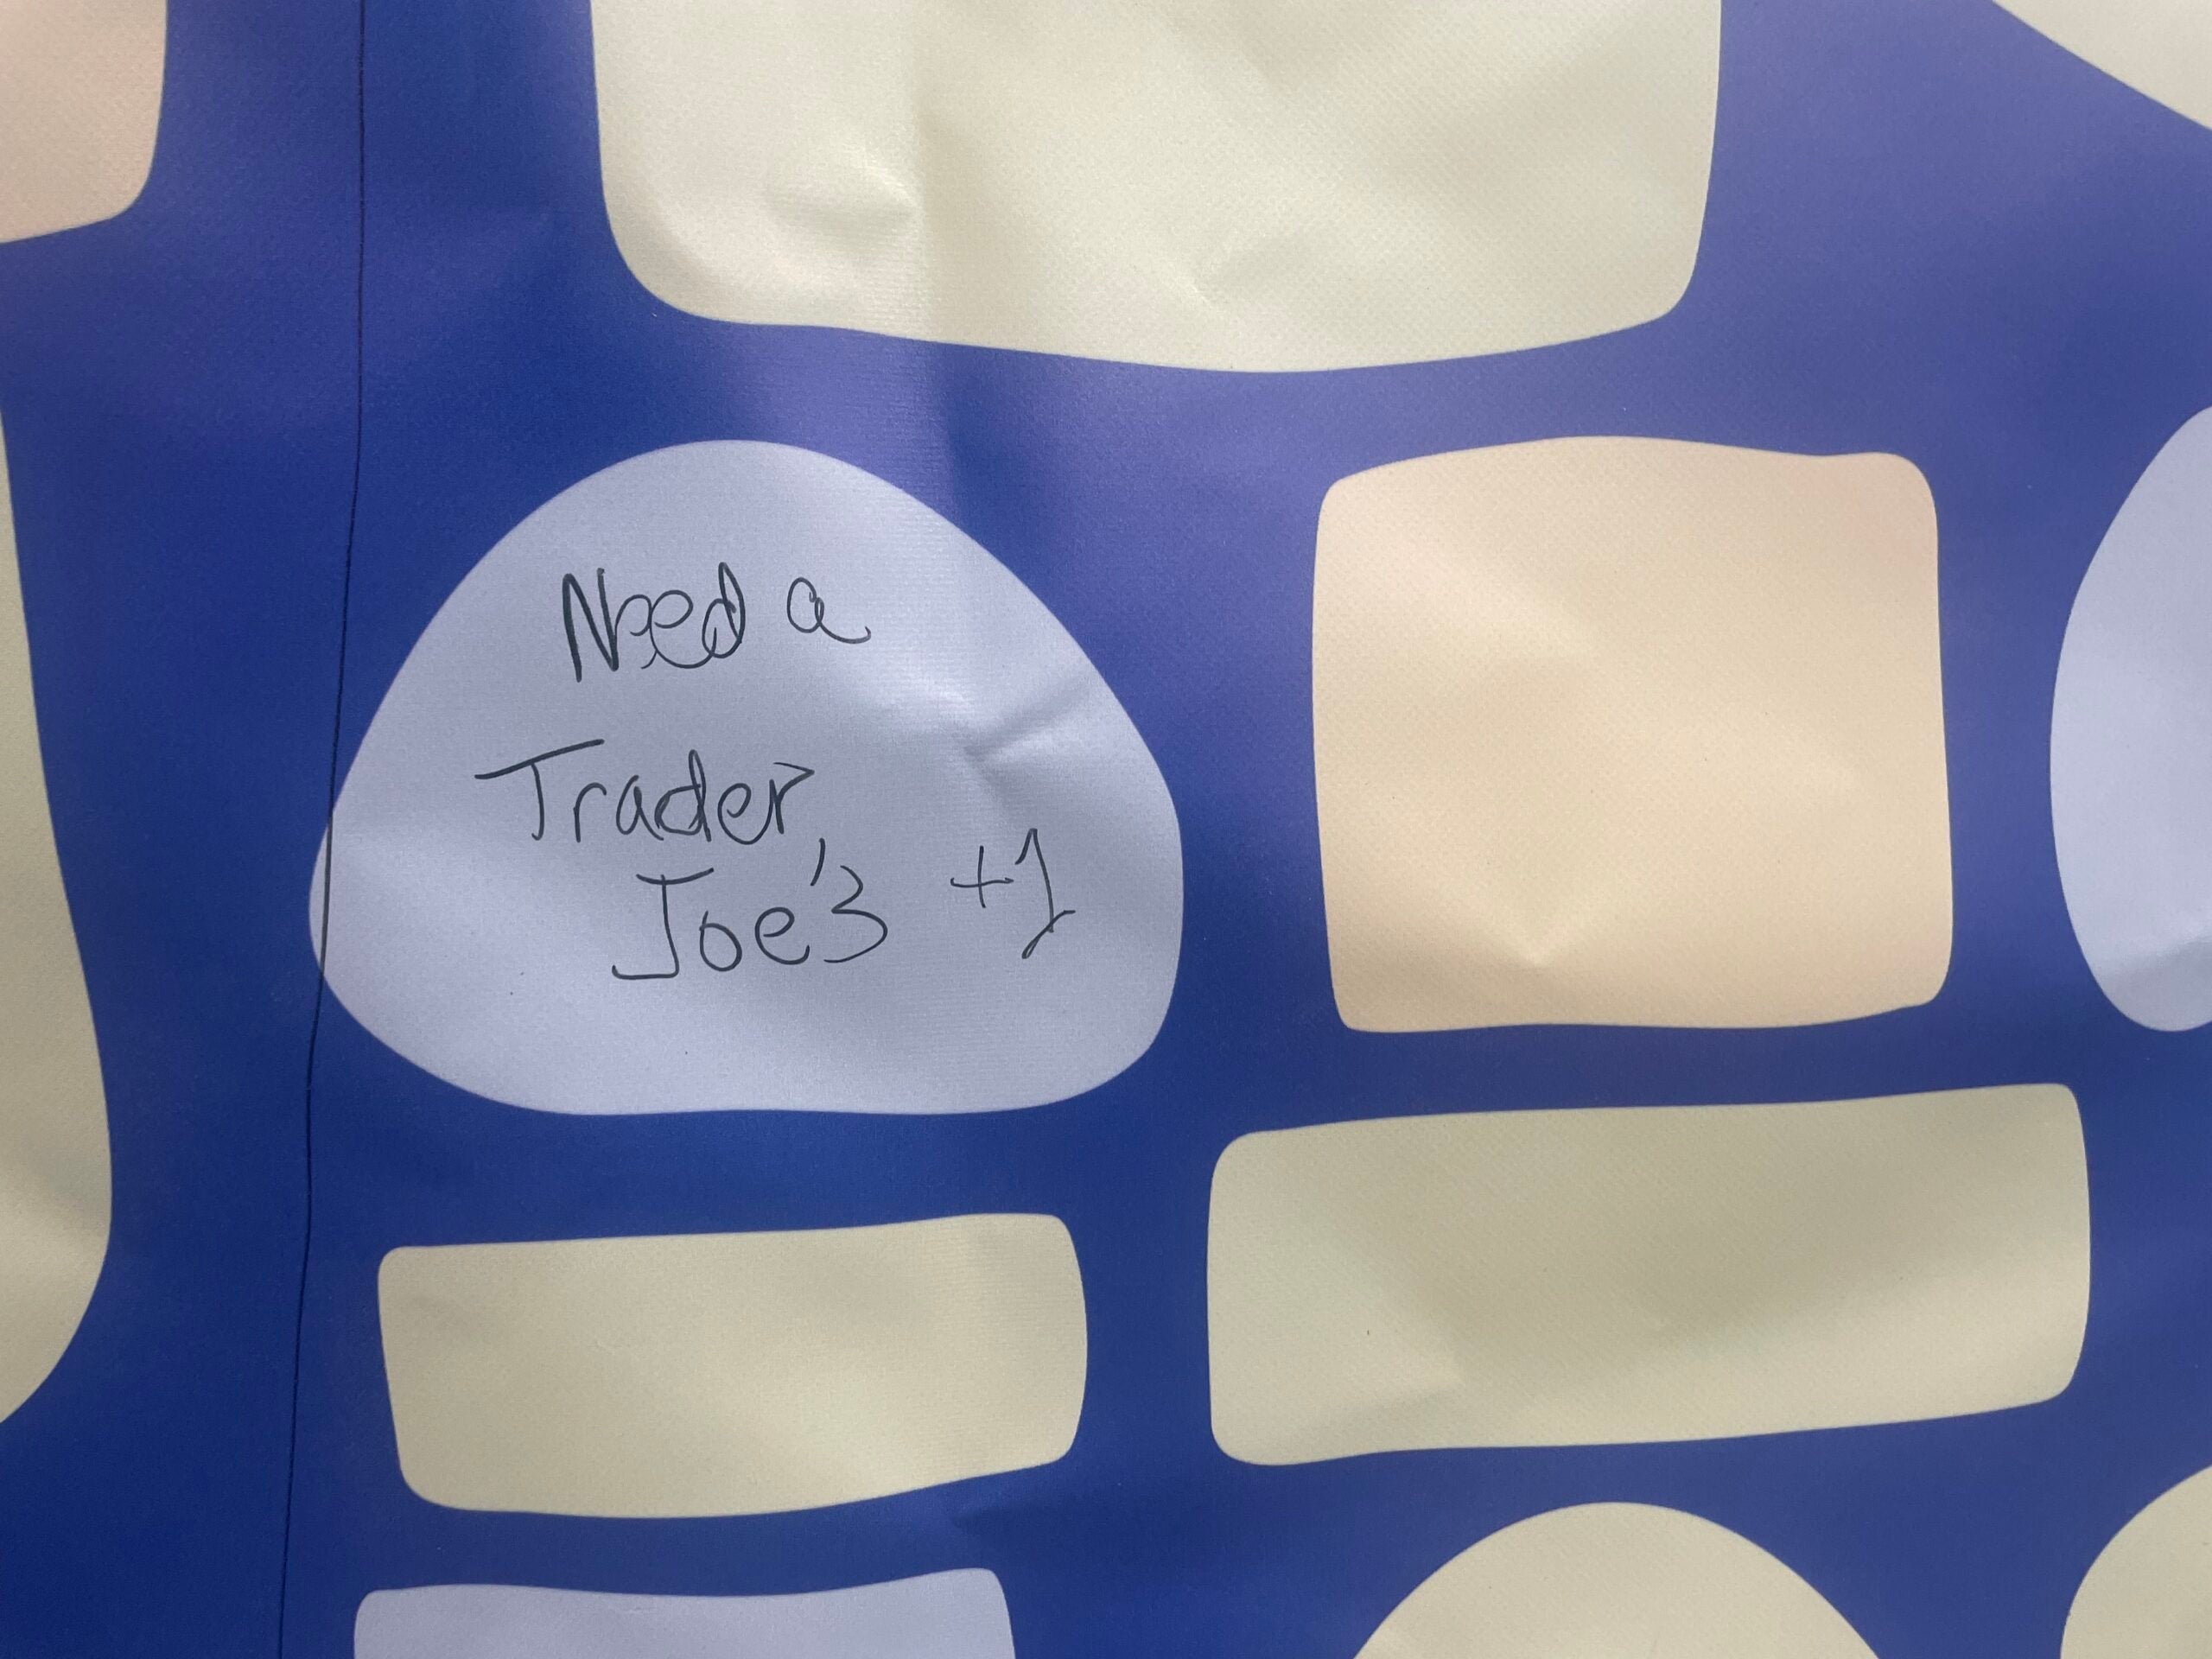 Need a
Trader
Joe's +1